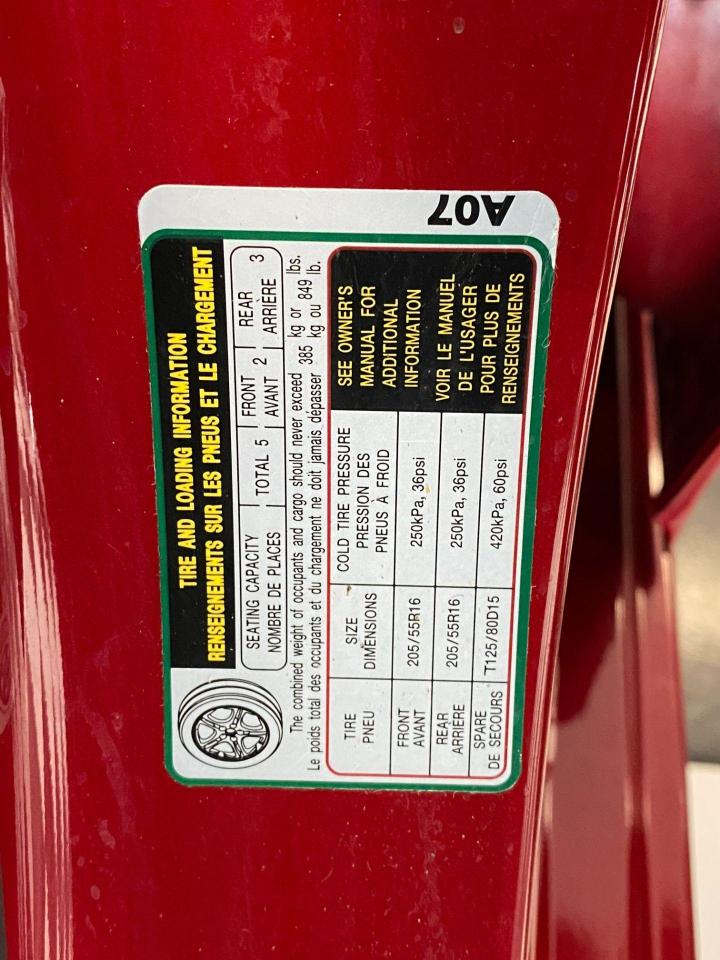 TIRE AND LOADING INFORMATION
RENSEIGNEMENTS SUR LES PNEUS ET LE CHARGEMENT
SEATING CAPACITY TOTAL 5 FRONT 2 REAR 3
NOMBRE DE PLACES AVANT ARRIÈRE
The combined weight of occupants and cargo should never exceed 385 kg or 849 lbs.
Le poids total des occupants et du chargement ne doit jamais dépasser 385 kg ou 849 lb.
TIRE SIZE COLD TIRE PRESSURE
PNEU DIMENSIONS PRESSION DES
PNEUS À FROID
FRONT 205/55R16 250kPa, 36psi
AVANT
REAR 205/55R16 250kPa, 36psi
ARRIÈRE
SPARE T125/80D15 420kPa, 60psi
DE SECOURS
SEE OWNER'S
MANUAL FOR
ADDITIONAL
INFORMATION
VOIR LE MANUEL
DE L'USAGER
POUR PLUS DE
RENSEIGNEMENTS
A07